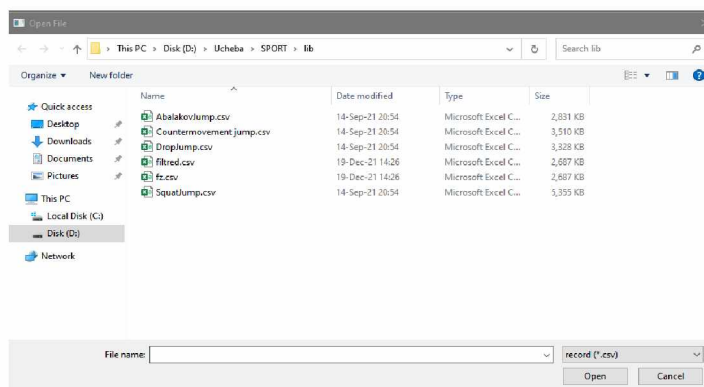 Open File
This PC > Disk (D:) > Ucheba > SPORT > lib
Search lib
Organize
New folder
Name
Date modified
Type
Size
Quick access
Desktop
Downloads
Documents
Pictures
This PC
Local Disk (C:)
Disk (D:)
Network
AbalakovJump.csv 14-Sep-21 20:54 Microsoft Excel C... 2,831 KB
Countermovement jump.csv 14-Sep-21 20:54 Microsoft Excel C... 3,510 KB
DropJump.csv 14-Sep-21 20:54 Microsoft Excel C... 3,328 KB
filtred.csv 19-Dec-21 14:26 Microsoft Excel C... 2,687 KB
fz.csv 19-Dec-21 14:26 Microsoft Excel C... 2,687 KB
SquatJump.csv 14-Sep-21 20:54 Microsoft Excel C... 5,355 KB
File name:
record (*.csv)
Open
Cancel